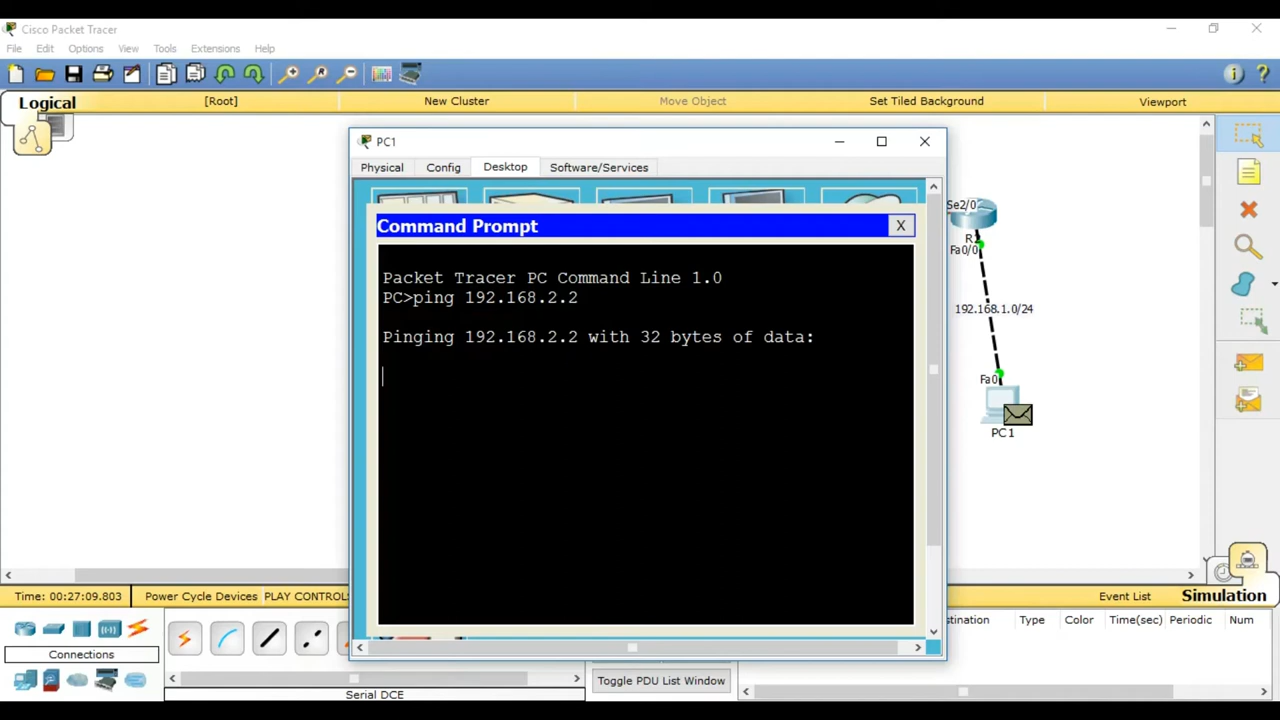 Cisco Packet Tracer
File Edit Options View Tools Extensions Help
Logical [Root] New Cluster Move Object Set Tiled Background Viewport
PC1
Physical Config Desktop Software/Services
Command Prompt X
Packet Tracer PC Command Line 1.0
PC>ping 192.168.2.2
Pinging 192.168.2.2 with 32 bytes of data:
Se2/0
Fa0/0
192.168.1.0/24
Fa0
PC1
Time: 00:27:09.803 Power Cycle Devices PLAY CONTROL Event List Simulation
Connections
Serial DCE
Toggle PDU List Window
stination Type Color Time(sec) Periodic Num